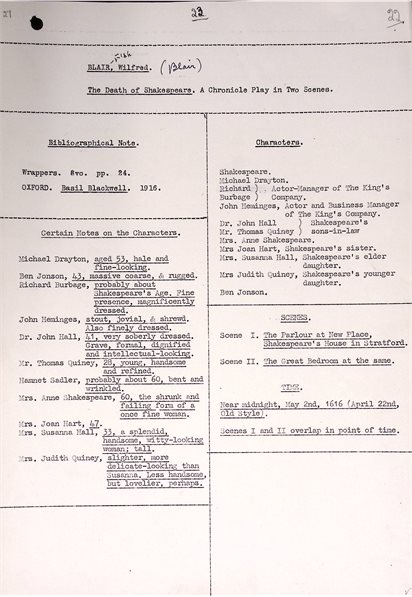 27
23
22
BLAIR, Wilfred. (Blair)
The Death of Shakespeare. A Chronicle Play in Two Scenes.
Bibliographical Note.
Wrappers. 8vo. pp. 24.
OXFORD. Basil Blackwell. 1916.
Certain Notes on the Characters.
Michael Drayton, aged 53, hale and
fine-looking.
Ben Jonson, 43, massive coarse, & rugged.
Richard Burbage, probably about
Shakespeare's Age. Fine
presence, magnificently
dressed.
John Heminges, stout, jovial, & shrewd.
Also finely dressed.
Dr. John Hall, 41, very soberly dressed.
Grave, formal, dignified
and intellectual-looking.
Mr. Thomas Quiney, 28, young, handsome
and refined.
Hamnet Sadler, probably about 60, bent and
wrinkled.
Mrs. Anne Shakespeare, 60, the shrunk and
failing form of a
once fine woman.
Mrs. Joan Hart, 47.
Mrs. Susanna Hall, 33, a splendid,
handsome, witty-looking
woman; tall.
Mrs. Judith Quiney, slighter, more
delicate-looking than
Susanna. Less handsome,
but lovelier, perhaps.
Characters.
Shakespeare.
Michael Drayton.
Richard ) Actor-Manager of The King's
Burbage ) Company.
John Heminges, Actor and Business Manager
of The King's Company.
Dr. John Hall ) Shakespeare's
Mr. Thomas Quiney ) sons-in-law
Mrs. Anne Shakespeare.
Mrs Joan Hart, Shakespeare's sister.
Mrs. Susanna Hall, Shakespeare's elder
daughter.
Mrs Judith Quiney, Shakespeare's younger
daughter.
Ben Jonson.
SCENES.
Scene I. The Parlour at New Place,
Shakespeare's House in Stratford.
Scene II. The Great Bedroom at the same.
TIME.
Near midnight, May 2nd, 1616 (April 22nd,
Old Style).
Scenes I and II overlap in point of time.